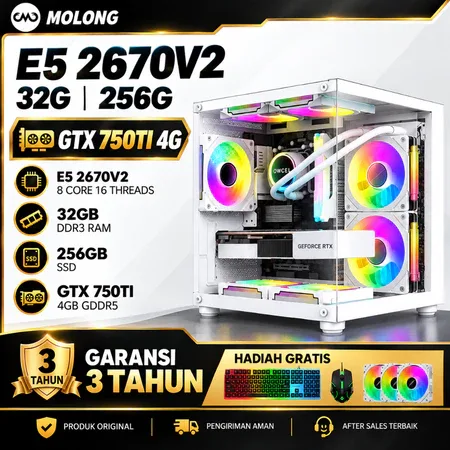 MOLONG
E5 2670V2
32G | 256G
GTX 750TI 4G
E5 2670V2
8 CORE 16 THREADS
32GB
DDR3 RAM
256GB
SSD
SSD
GTX 750TI
4GB GDDR5
GEFORCE RTX
3
TAHUN
GARANSI
3 TAHUN
HADIAH GRATIS
PRODUK ORIGINAL
PENGIRIMAN AMAN
AFTER SALES TERBAIK